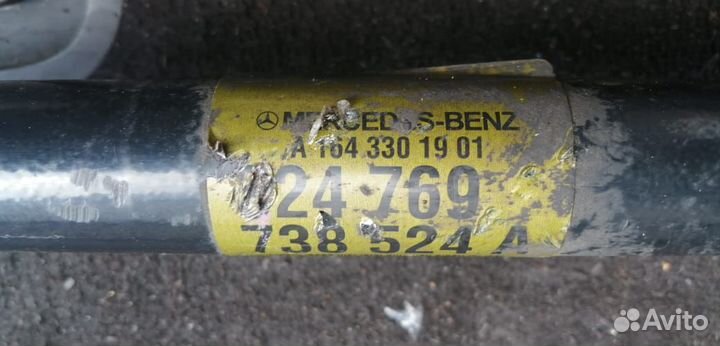 MERCEDES-BENZ
A 164 330 19 01
24 769
738 524 A
Avito